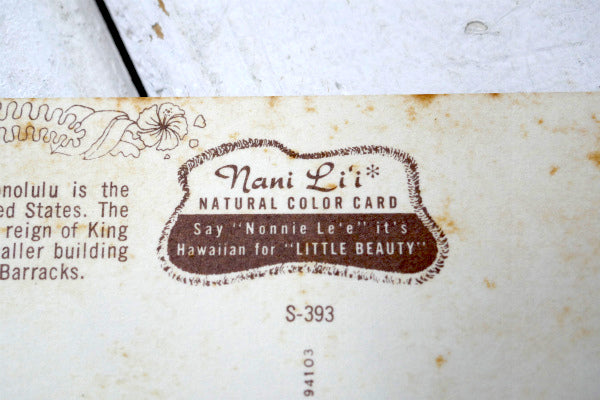 nolulu is the
ed States. The
reign of King
aller building
Barracks.
Nani Li'i*
NATURAL COLOR CARD
Say "Nonnie Le'e" it's
Hawaiian for "LITTLE BEAUTY"
S-393
94103